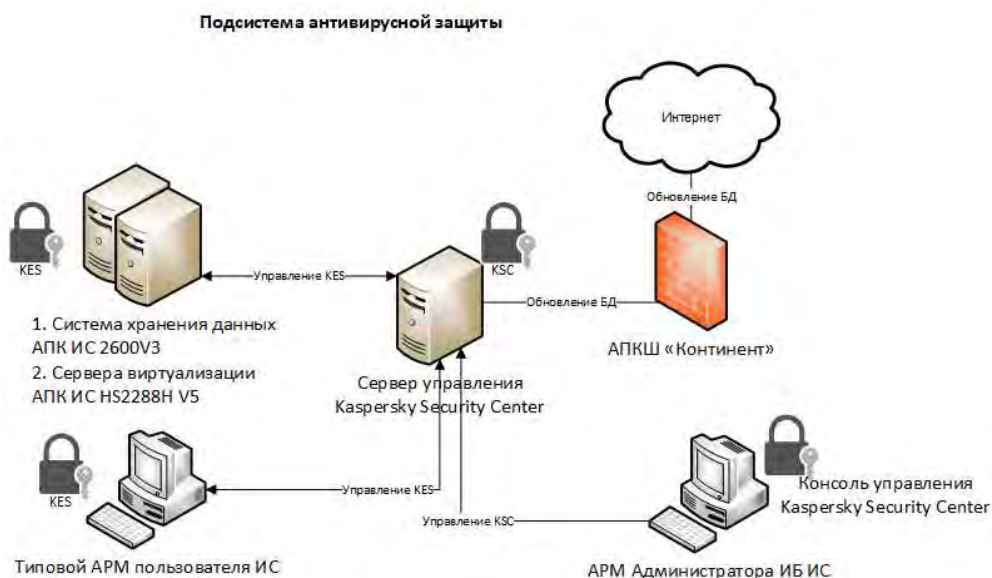 Подсистема антивирусной защиты
Интернет
Обновление БД
KES
KSC
Управление KES
Обновление БД
1. Система хранения данных
АПК ИС 2600V3
2. Сервера виртуализации
АПК ИС HS2288H V5
АПКШ «Континент»
Сервер управления
Kaspersky Security Center
KES
Управление KES
Консоль управления
Kaspersky Security Center
Управление KSC
Типовой АРМ пользователя ИС
АРМ Администратора ИБ ИС